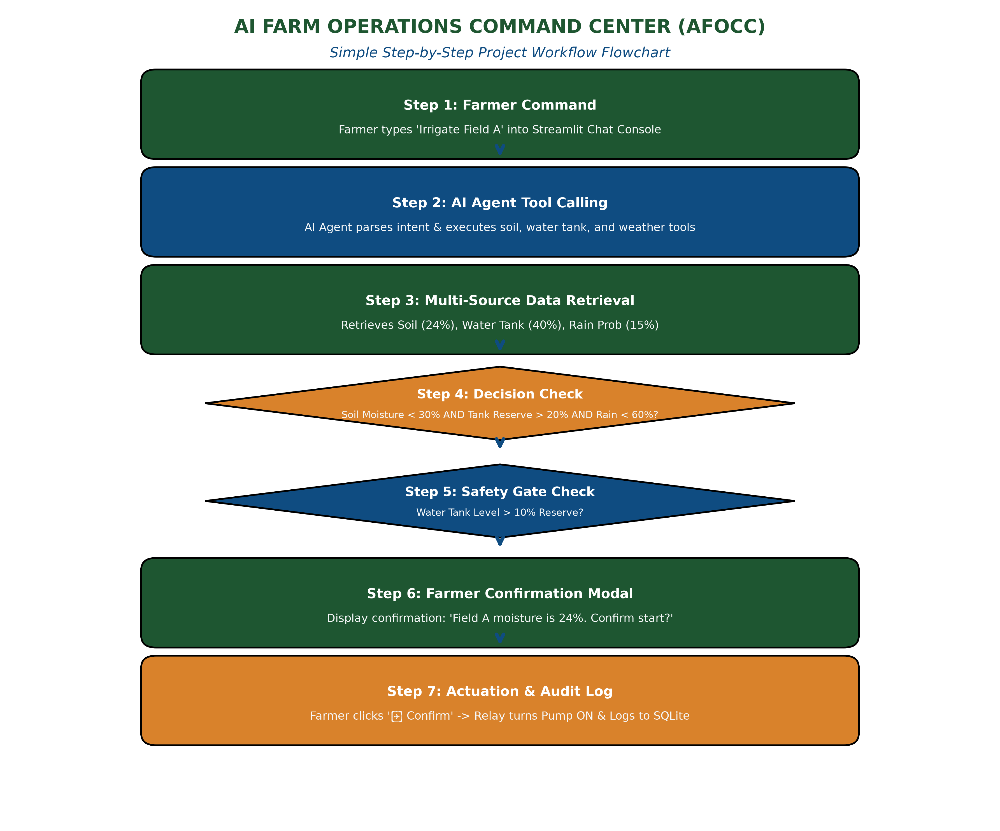 AI FARM OPERATIONS COMMAND CENTER (AFOCC)
Simple Step-by-Step Project Workflow Flowchart
Step 1: Farmer Command
Farmer types 'Irrigate Field A' into Streamlit Chat Console
Step 2: AI Agent Tool Calling
AI Agent parses intent & executes soil, water tank, and weather tools
Step 3: Multi-Source Data Retrieval
Retrieves Soil (24%), Water Tank (40%), Rain Prob (15%)
Step 4: Decision Check
Soil Moisture < 30% AND Tank Reserve > 20% AND Rain < 60%?
Step 5: Safety Gate Check
Water Tank Level > 10% Reserve?
Step 6: Farmer Confirmation Modal
Display confirmation: 'Field A moisture is 24%. Confirm start?'
Step 7: Actuation & Audit Log
Farmer clicks ' Confirm' -> Relay turns Pump ON & Logs to SQLite